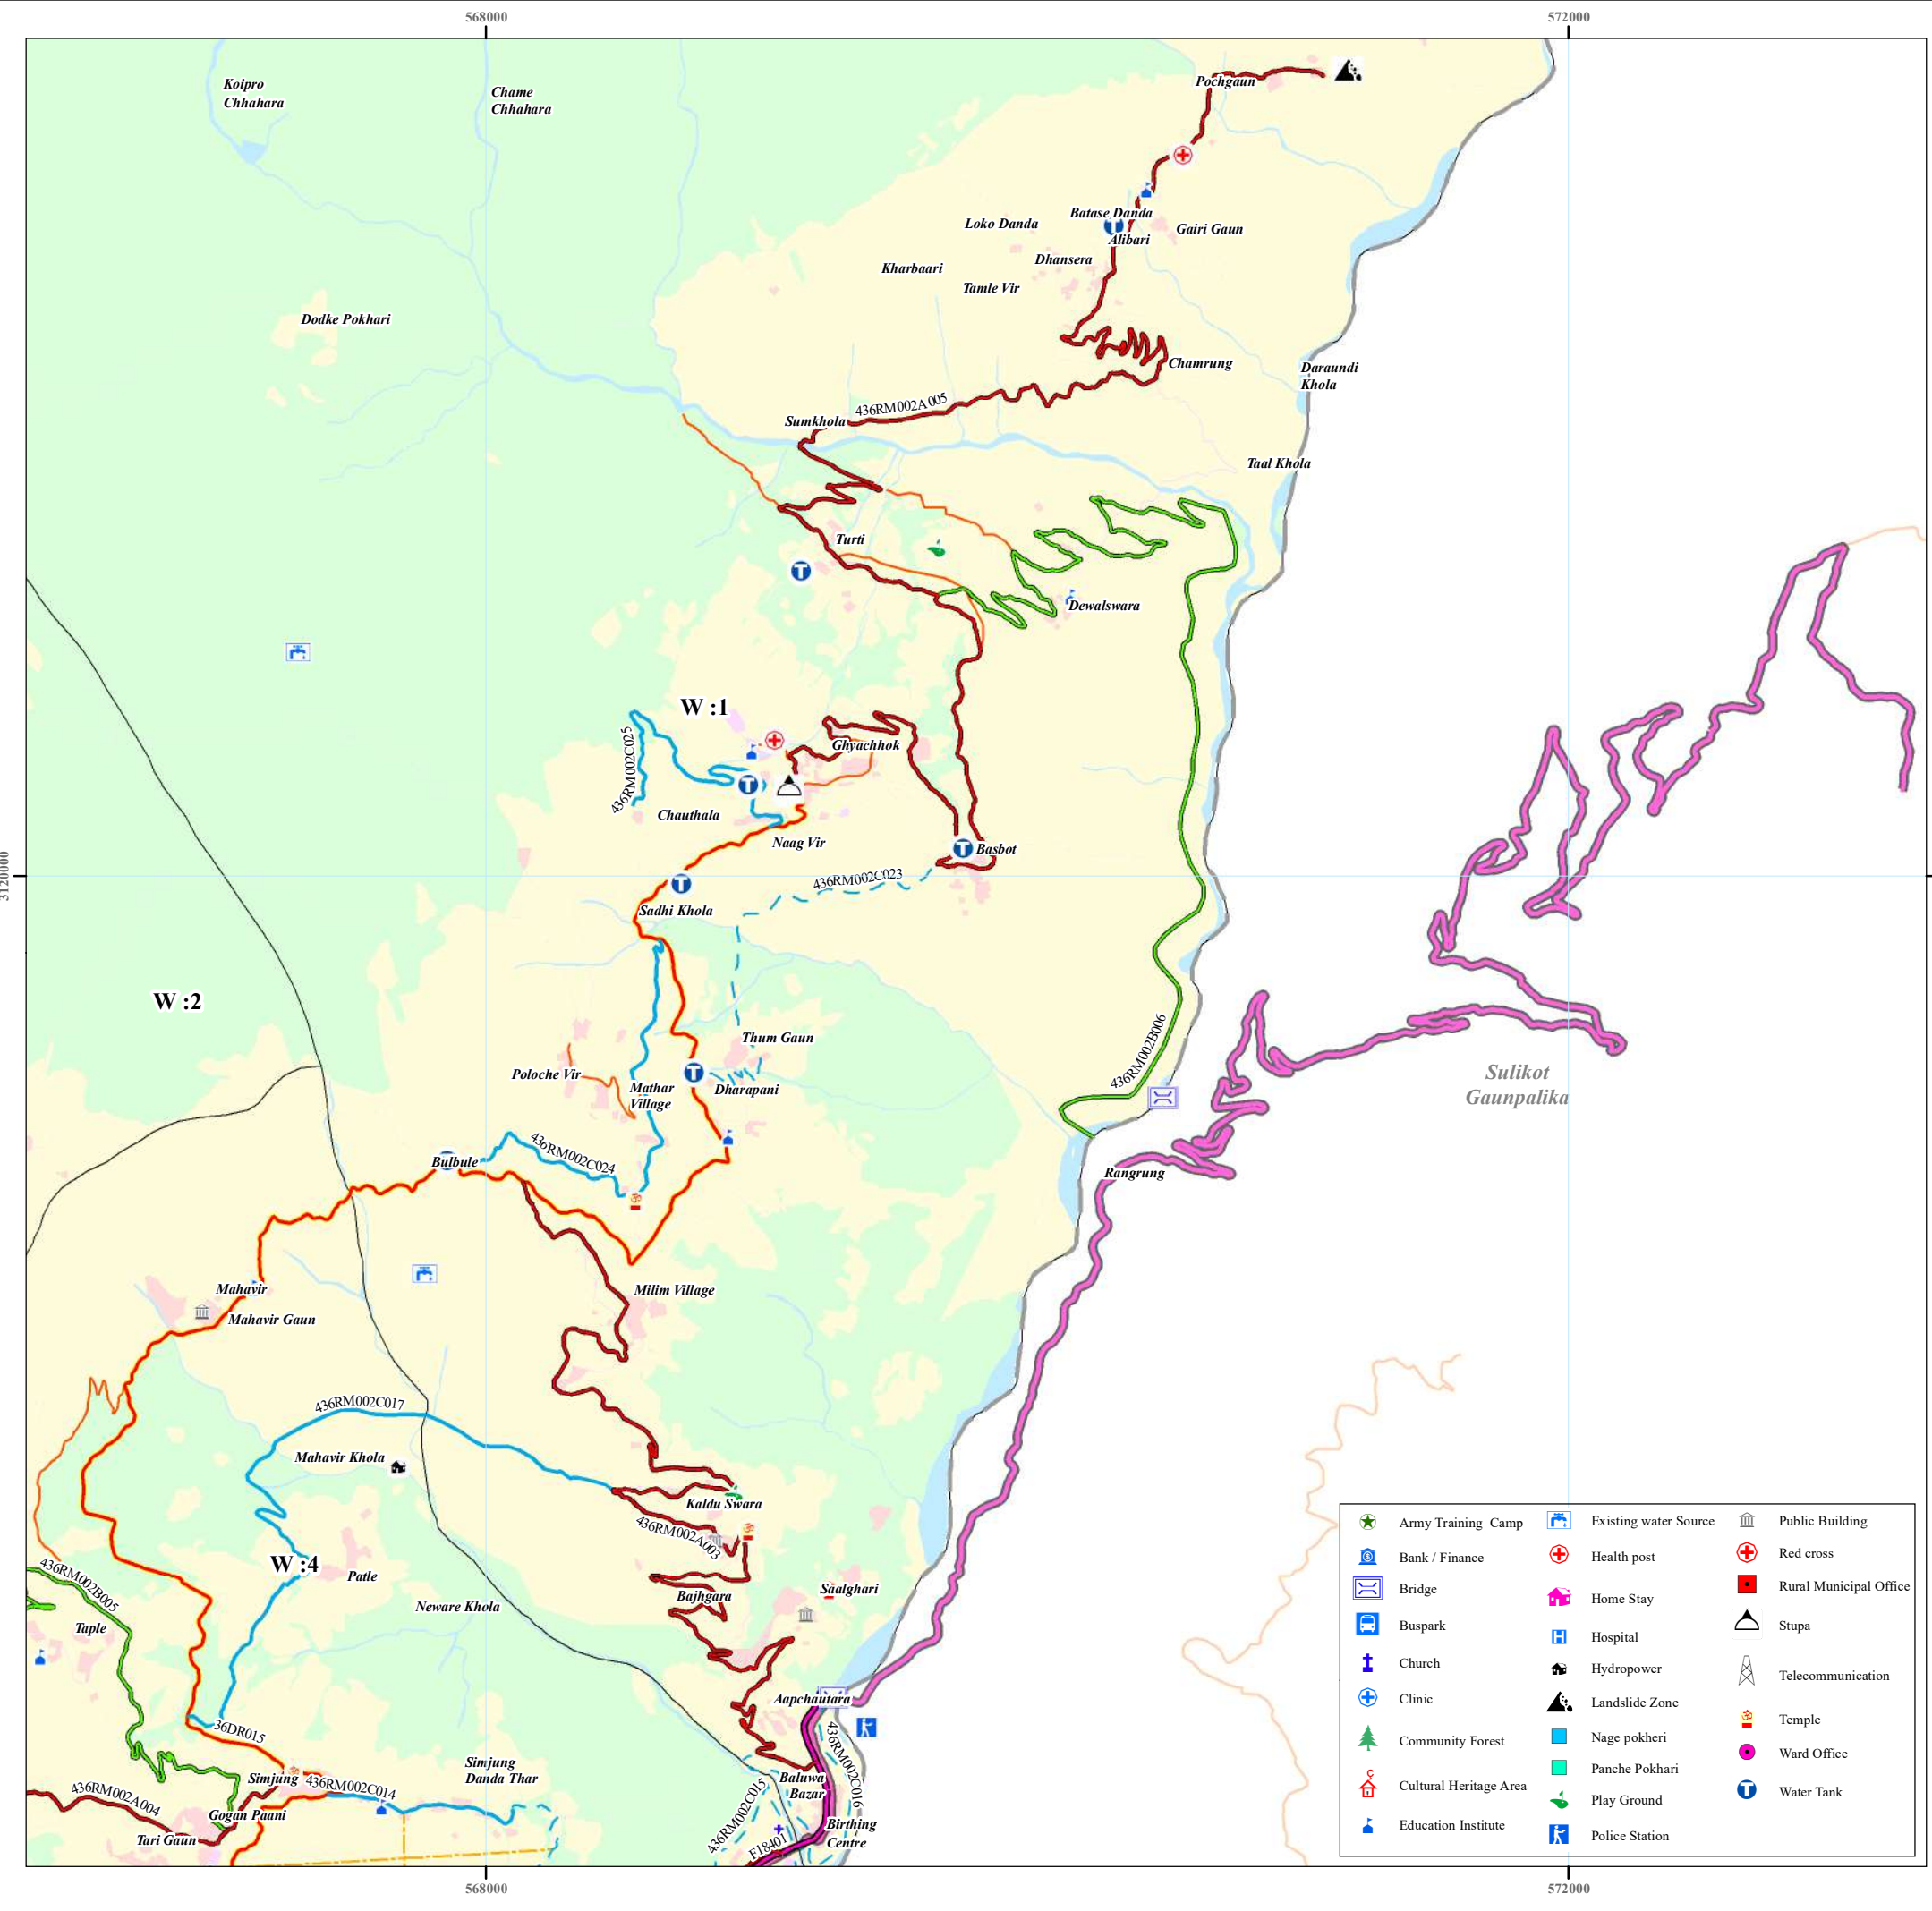 568000
572000
Koipro
Chhahara
Chame
Chhahara
Pochgaun
Batase Danda
Loko Danda
Gairi Gaun
Alibari
Dhansera
Kharbaari
Tamle Vir
Dodke Pokhari
Chamrung
Daraundi
Khola
436RM002A005
Sumkhola
Taal Khola
Turti
Dewalswara
W :1
Ghyachhok
436RM002C025
Chauthala
Naag Vir
Basbot
3120000
436RM002C023
Sadhi Khola
W :2
Thum Gaun
436RM002B006
Poloche Vir
Mathar
Village
Dharapani
Sulikot
Gaunpalika
436RM002C024
Bulbule
Rangrung
Mahavir
Milim Village
Mahavir Gaun
436RM002C017
Mahavir Khola
Kaldu Swara
436RM002A003
W :4
436RM002B005
Patle
Bajhgara
Saalghari
Neware Khola
Taple
Aapchautara
36DR015
436RM002C016
Simjung
Danda Thar
Simjung
436RM002C014
436RM002A004
Baluwa
Bazar
436RM002C015
Gogan Paani
Birthing
Centre
Tari Gaun
F18401
Army Training Camp
Existing water Source
Public Building
Bank / Finance
Health post
Red cross
Bridge
Home Stay
Rural Municipal Office
Buspark
Hospital
Stupa
Church
Hydropower
Telecommunication
Clinic
Landslide Zone
Temple
Community Forest
Nage pokheri
Ward Office
Cultural Heritage Area
Panche Pokhari
Water Tank
Education Institute
Play Ground
Police Station
568000
572000